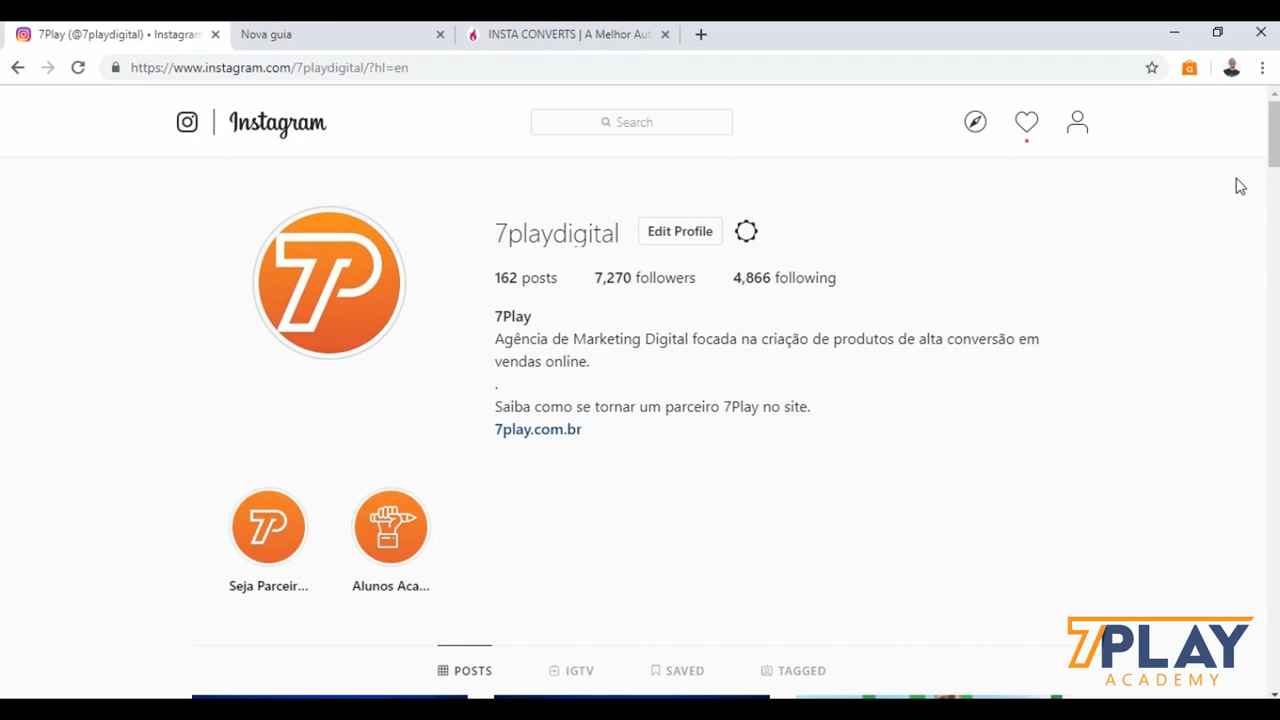 7Play (@7playdigital) • Instagram
Nova guia
INSTA CONVERTS | A Melhor Aut
https://www.instagram.com/7playdigital/?hl=en
Instagram
Search
7playdigital
Edit Profile
162 posts
7,270 followers
4,866 following
7P
7Play
Agência de Marketing Digital focada na criação de produtos de alta conversão em
vendas online.
.
Saiba como se tornar um parceiro 7Play no site.
7play.com.br
7P
Seja Parceir...
Alunos Aca...
POSTS
IGTV
SAVED
TAGGED
7PLAY
ACADEMY